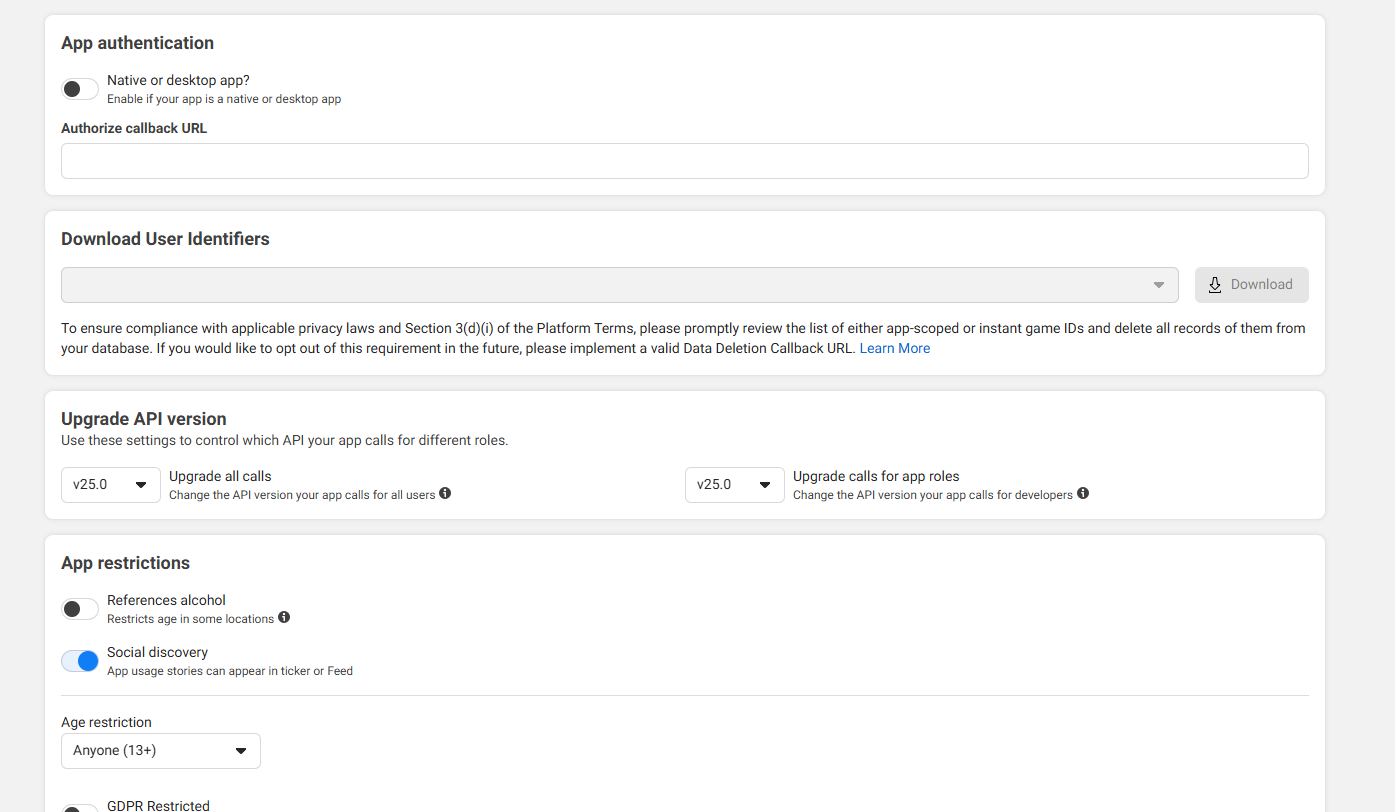 App authentication
Native or desktop app?
Enable if your app is a native or desktop app
Authorize callback URL
Download User Identifiers
Download
To ensure compliance with applicable privacy laws and Section 3(d)(i) of the Platform Terms, please promptly review the list of either app-scoped or instant game IDs and delete all records of them from
your database. If you would like to opt out of this requirement in the future, please implement a valid Data Deletion Callback URL. Learn More
Upgrade API version
Use these settings to control which API your app calls for different roles.
v25.0
Upgrade all calls
Change the API version your app calls for all users
v25.0
Upgrade calls for app roles
Change the API version your app calls for developers
App restrictions
References alcohol
Restricts age in some locations
Social discovery
App usage stories can appear in ticker or Feed
Age restriction
Anyone (13+)
GDPR Restricted